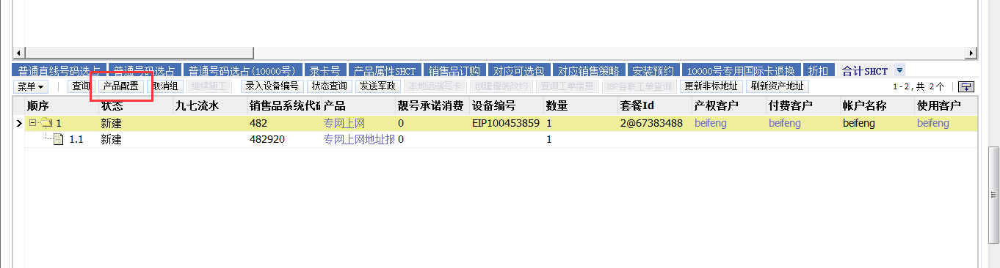 普通直线号码选占 普通号码选占 普通号码选占(10000号) 录卡号 产品属性SHCT 销售品订购 对应可选包 对应销售策略 安装预约 10000号专用国际卡退换 折扣 合计SHCT
菜单 查询 产品配置 取消组 继续施工 录入设备编号 状态查询 发送军政 本地远端写卡 创建催装改约 查询工单信息 IBP各联工单查询 更新非标地址 刷新资产地址 1-2,共 2个
顺序 状态 九七流水 销售品系统代码 产品 靓号承诺消费 设备编号 数量 套餐Id 产权客户 付费客户 帐户名称 使用客户
1 新建 482 专网上网 0 EIP100453859 1 2@67383488 beifeng beifeng beifeng beifeng
1.1 新建 482920 专网上网地址报 0 1